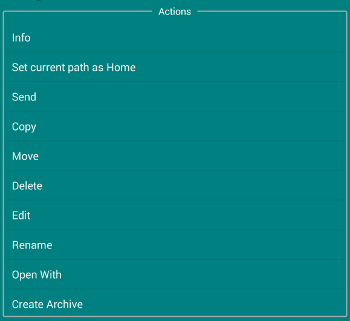 Actions
Info
Set current path as Home
Send
Copy
Move
Delete
Edit
Rename
Open With
Create Archive